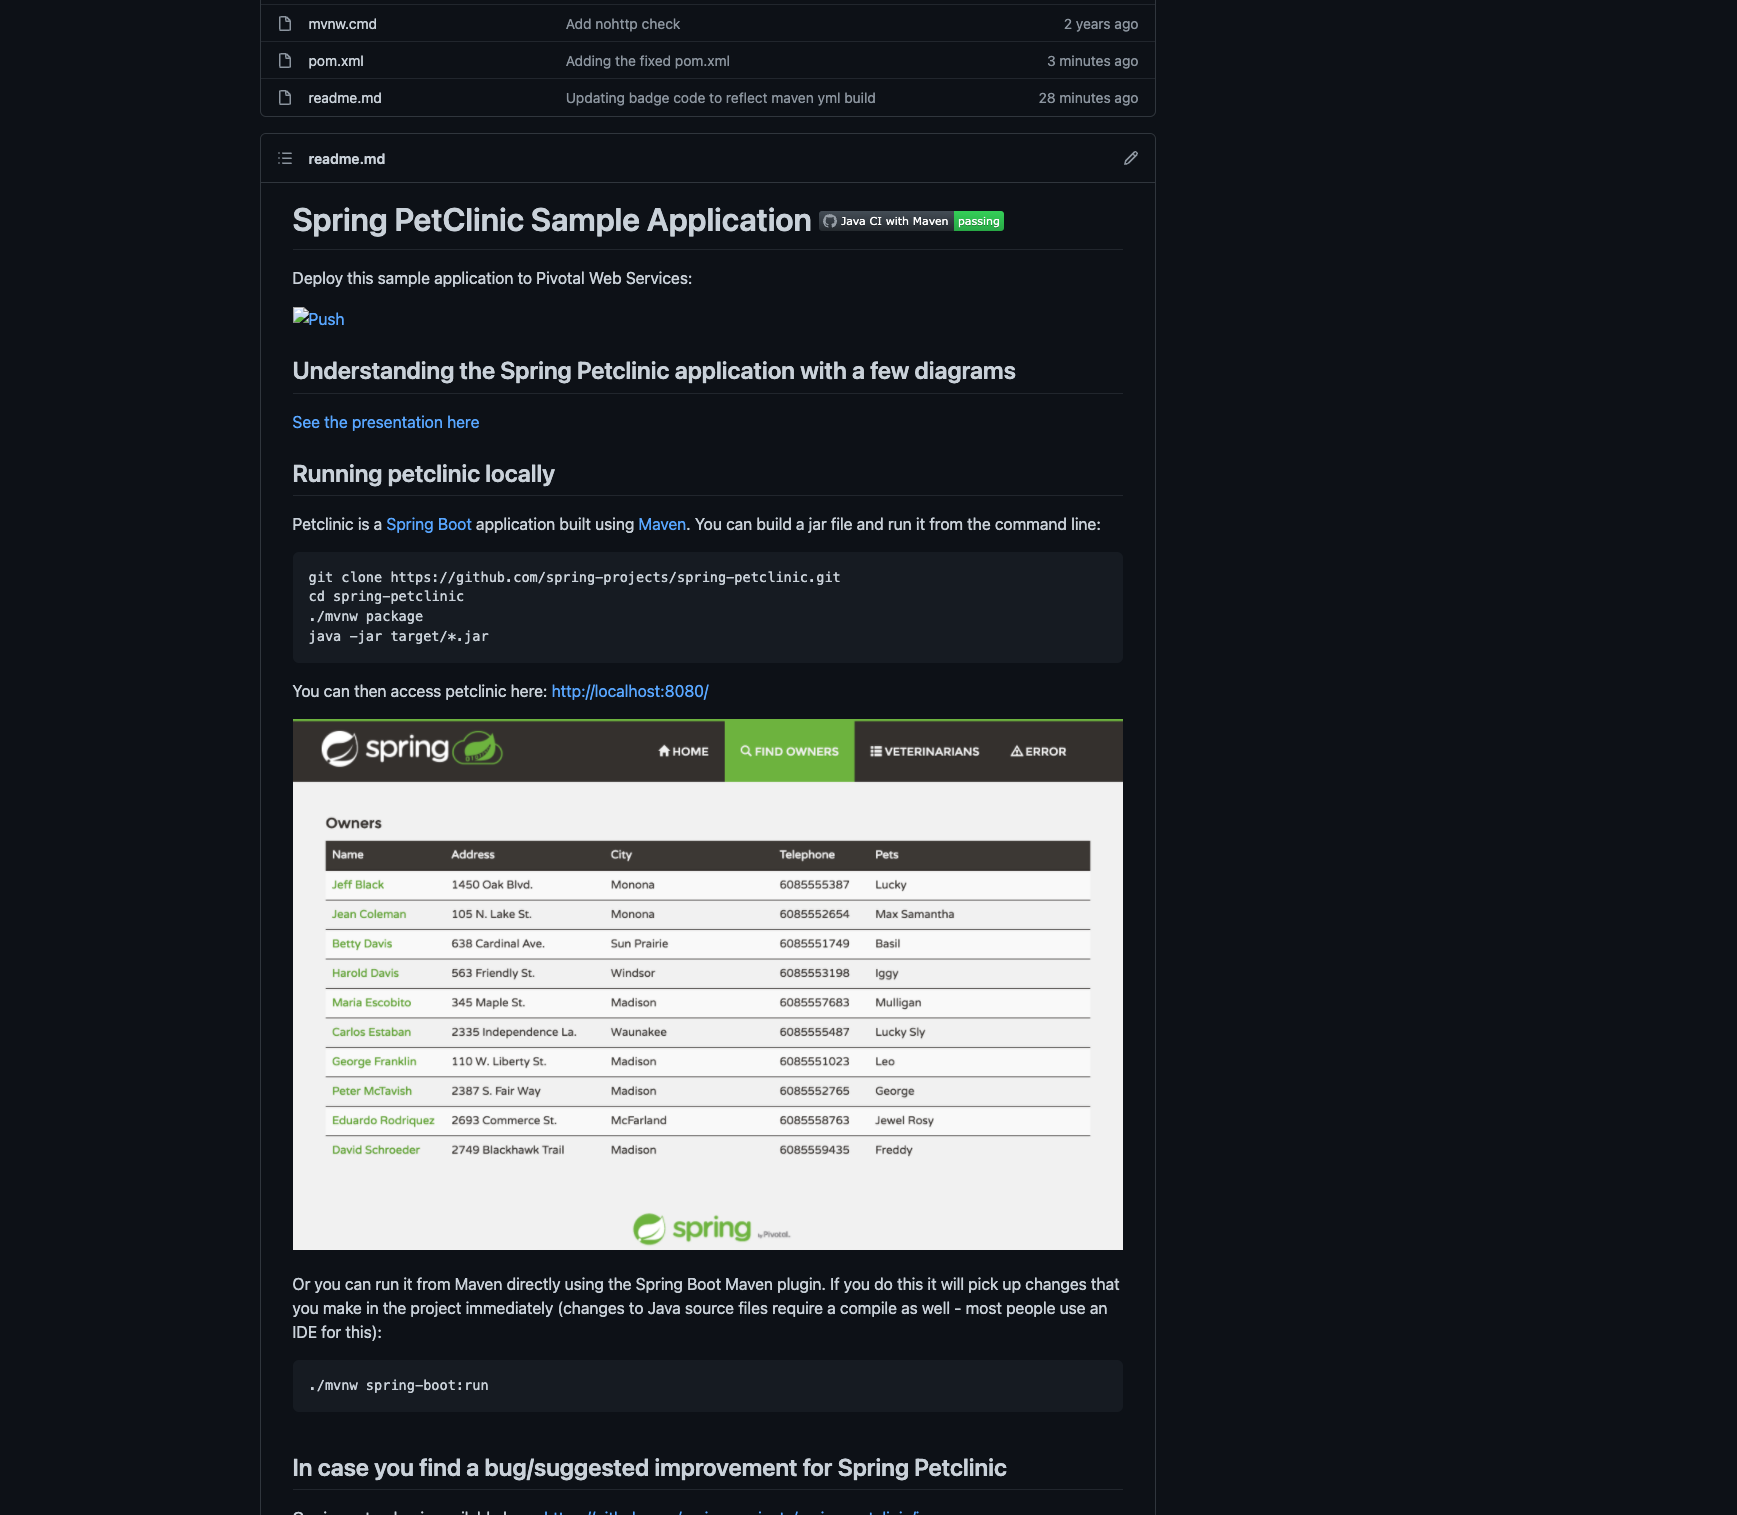 mvnw.cmd Add nohttp check 2 years ago
pom.xml Adding the fixed pom.xml 3 minutes ago
readme.md Updating badge code to reflect maven yml build 28 minutes ago
readme.md
Spring PetClinic Sample Application Java CI with Maven passing
Deploy this sample application to Pivotal Web Services:
Push
Understanding the Spring Petclinic application with a few diagrams
See the presentation here
Running petclinic locally
Petclinic is a Spring Boot application built using Maven. You can build a jar file and run it from the command line:
git clone https://github.com/spring-projects/spring-petclinic.git
cd spring-petclinic
./mvnw package
java -jar target/*.jar
You can then access petclinic here: http://localhost:8080/
spring HOME FIND OWNERS VETERINARIANS ERROR
Owners
Name Address City Telephone Pets
Jeff Black 1450 Oak Blvd. Monona 6085555387 Lucky
Jean Coleman 105 N. Lake St. Monona 6085552654 Max Samantha
Betty Davis 638 Cardinal Ave. Sun Prairie 6085551749 Basil
Harold Davis 563 Friendly St. Windsor 6085553198 Iggy
Maria Escobito 345 Maple St. Madison 6085557683 Mulligan
Carlos Estaban 2335 Independence La. Waunakee 6085555487 Lucky Sly
George Franklin 110 W. Liberty St. Madison 6085551023 Leo
Peter McTavish 2387 S. Fair Way Madison 6085552765 George
Eduardo Rodriquez 2693 Commerce St. McFarland 6085558763 Jewel Rosy
David Schroeder 2749 Blackhawk Trail Madison 6085559435 Freddy
spring by Pivotal.
Or you can run it from Maven directly using the Spring Boot Maven plugin. If you do this it will pick up changes that
you make in the project immediately (changes to Java source files require a compile as well - most people use an
IDE for this):
./mvnw spring-boot:run
In case you find a bug/suggested improvement for Spring Petclinic